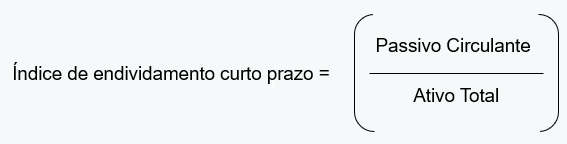 Índice de endividamento curto prazo =
Passivo Circulante
Ativo Total